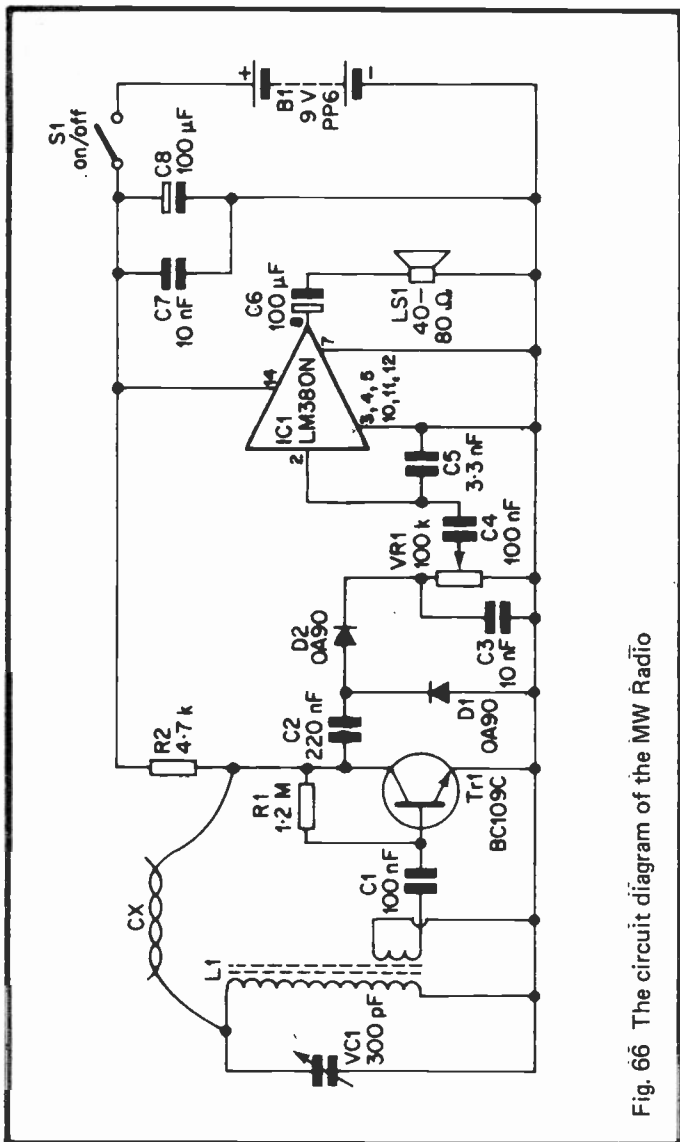 S1
on/off
+
B1
9 V
PP6
-
C8
100 µF
C7
10 nF
C6
100 µF
8
14
IC1
LM380N
2
7
3, 4, 5
10, 11, 12
LS1
40-
80 Ω
C5
3·3 nF
VR1
100 k
C4
100 nF
D2
OA90
C3
10 nF
D1
OA90
R2
4·7 k
C2
220 nF
R1
1·2 M
Tr1
BC109C
C1
100 nF
CX
L1
VC1
300 pF
Fig. 66 The circuit diagram of the MW Radio